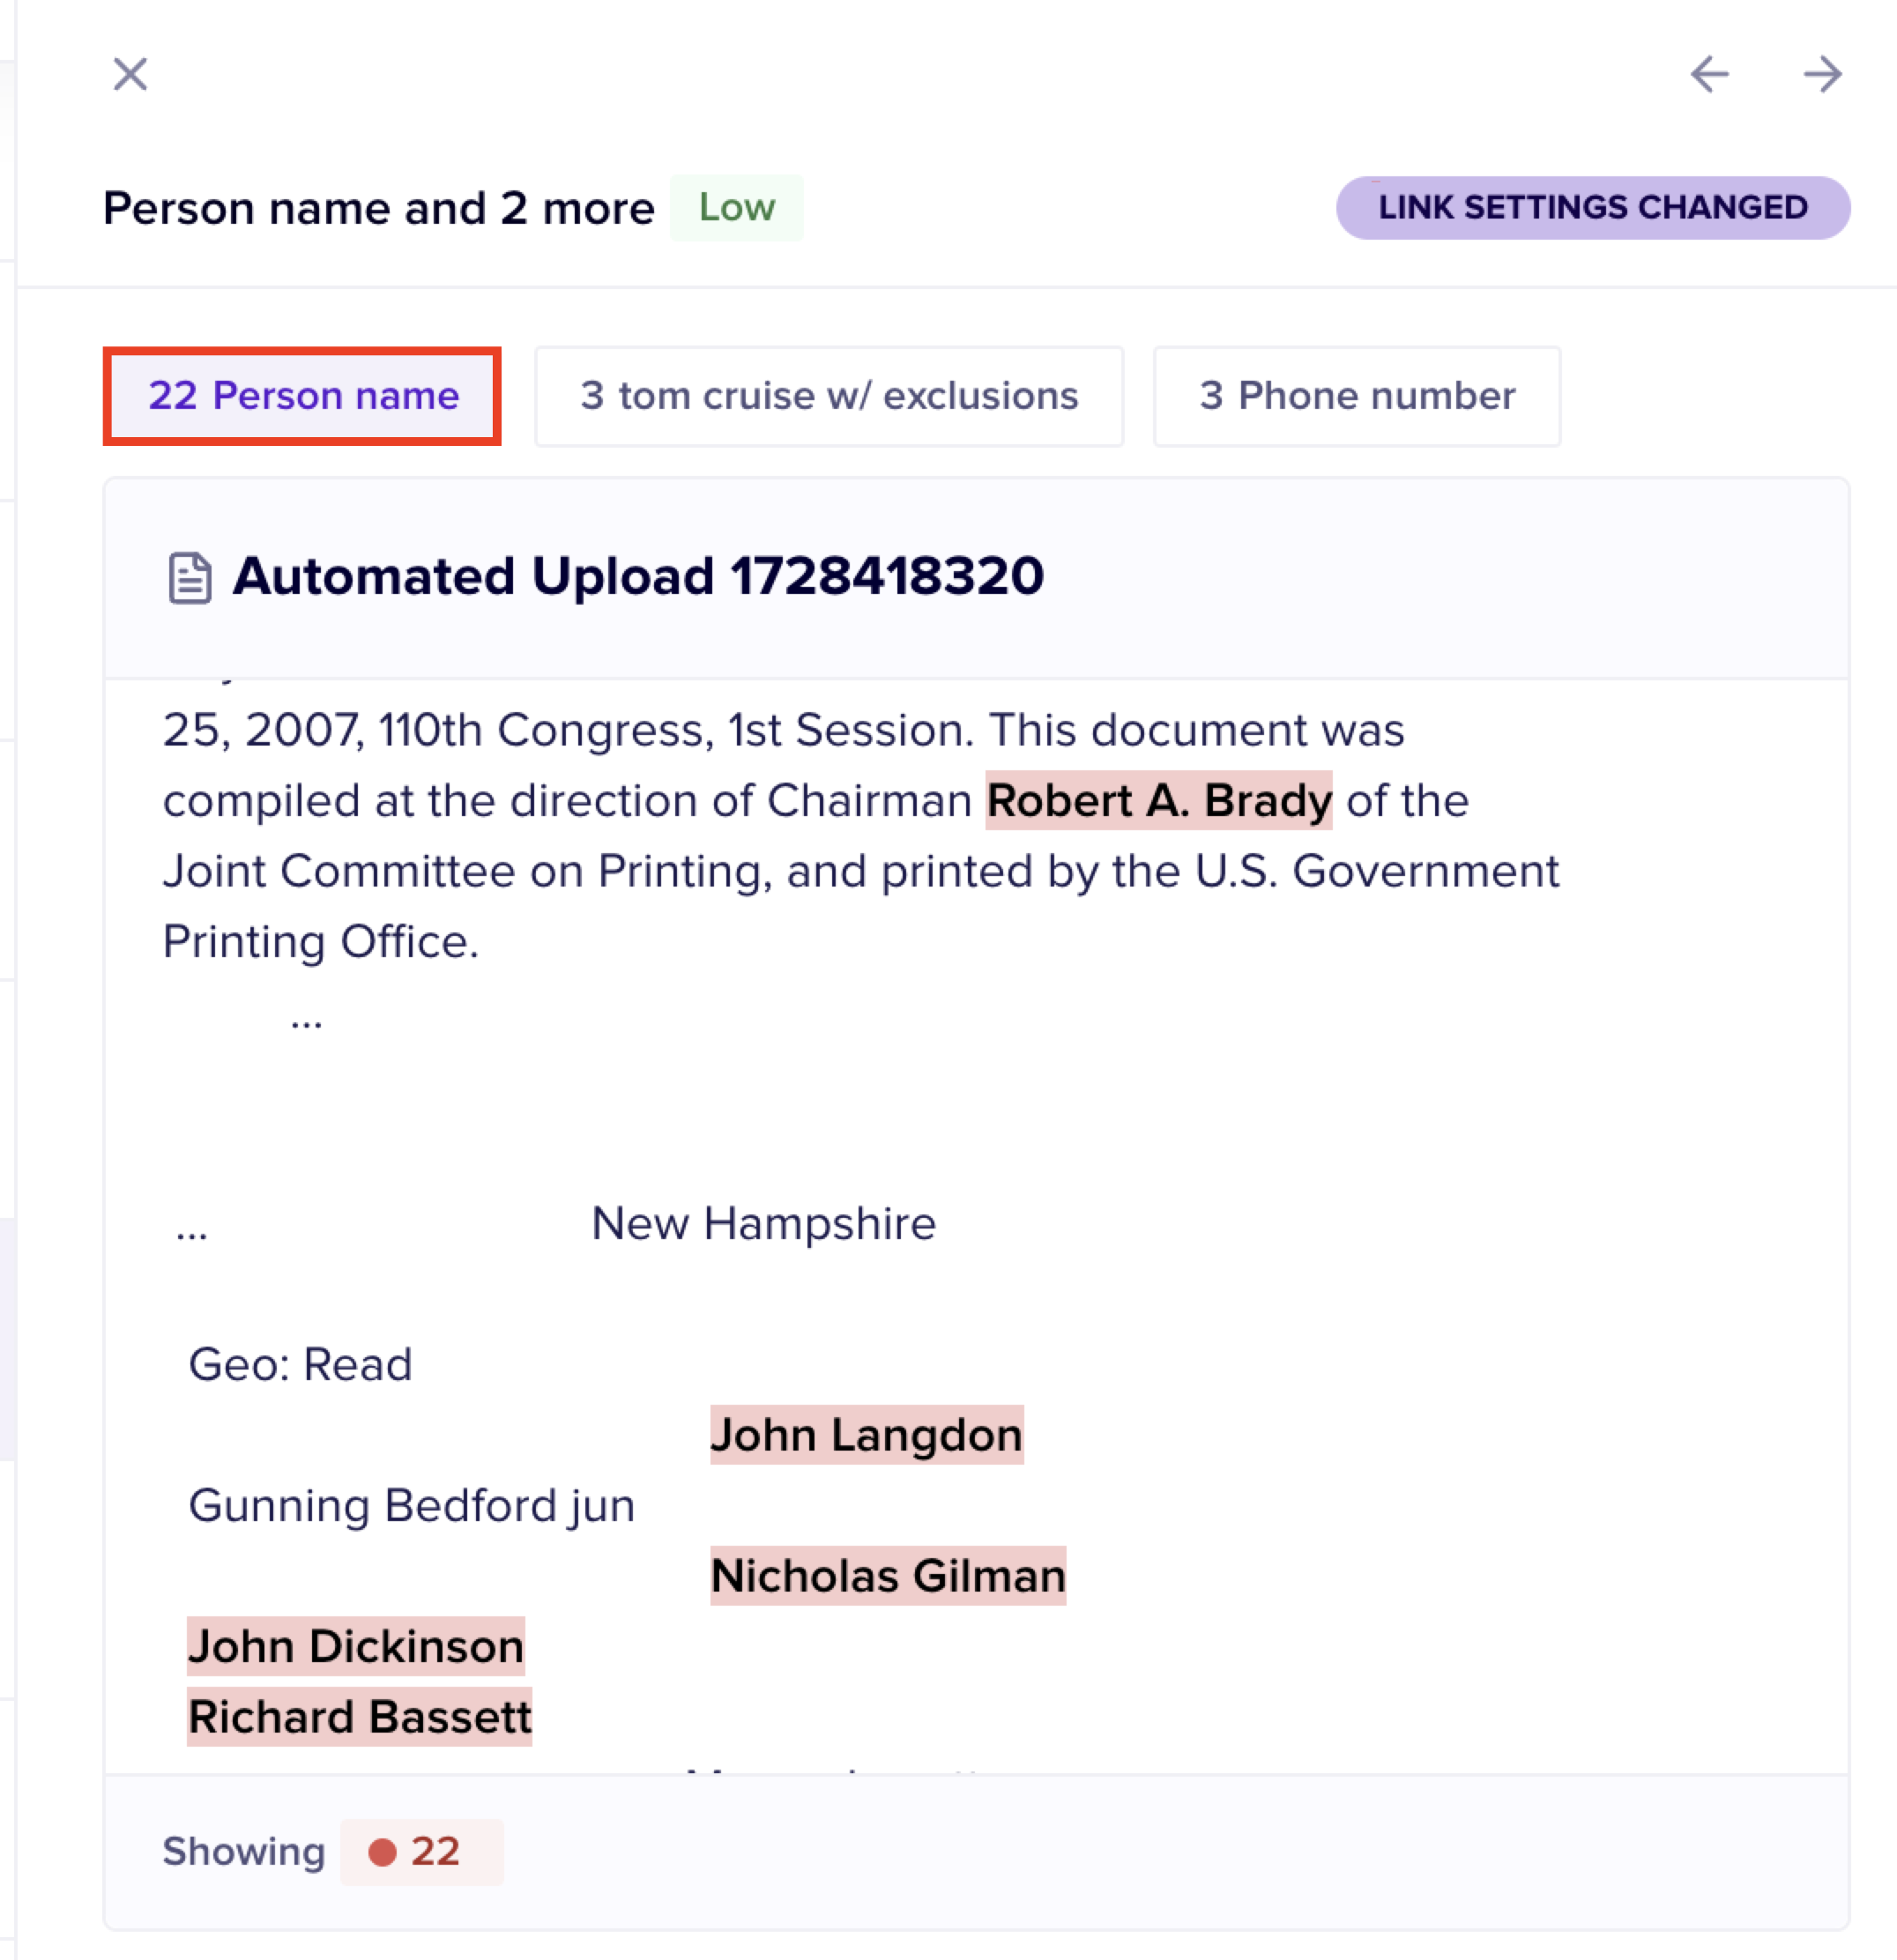 Person name and 2 more Low LINK SETTINGS CHANGED
22 Person name 3 tom cruise w/ exclusions 3 Phone number
Automated Upload 1728418320
25, 2007, 110th Congress, 1st Session. This document was
compiled at the direction of Chairman Robert A. Brady of the
Joint Committee on Printing, and printed by the U.S. Government
Printing Office.
...
... New Hampshire
Geo: Read
John Langdon
Gunning Bedford jun
Nicholas Gilman
John Dickinson
Richard Bassett
Showing 22